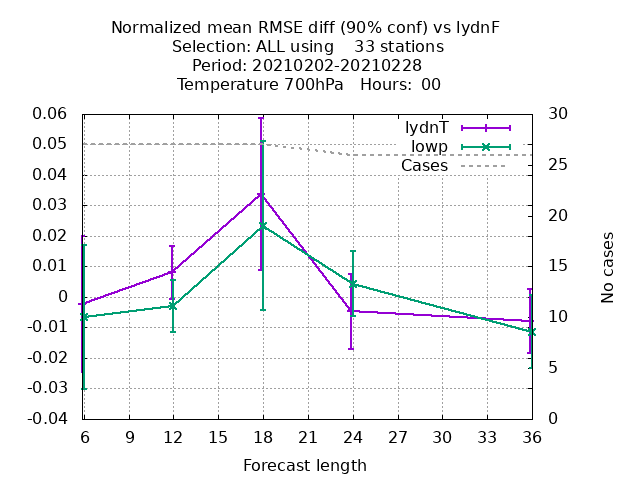 Normalized mean RMSE diff (90% conf) vs lydnF
Selection: ALL using    33 stations
Period: 20210202-20210228
Temperature 700hPa   Hours:  00
0.06
0.05
0.04
0.03
0.02
0.01
0
-0.01
-0.02
-0.03
-0.04
lydnT
lowp
Cases
30
25
20
15
10
5
0
No cases
6 9 12 15 18 21 24 27 30 33 36
Forecast length